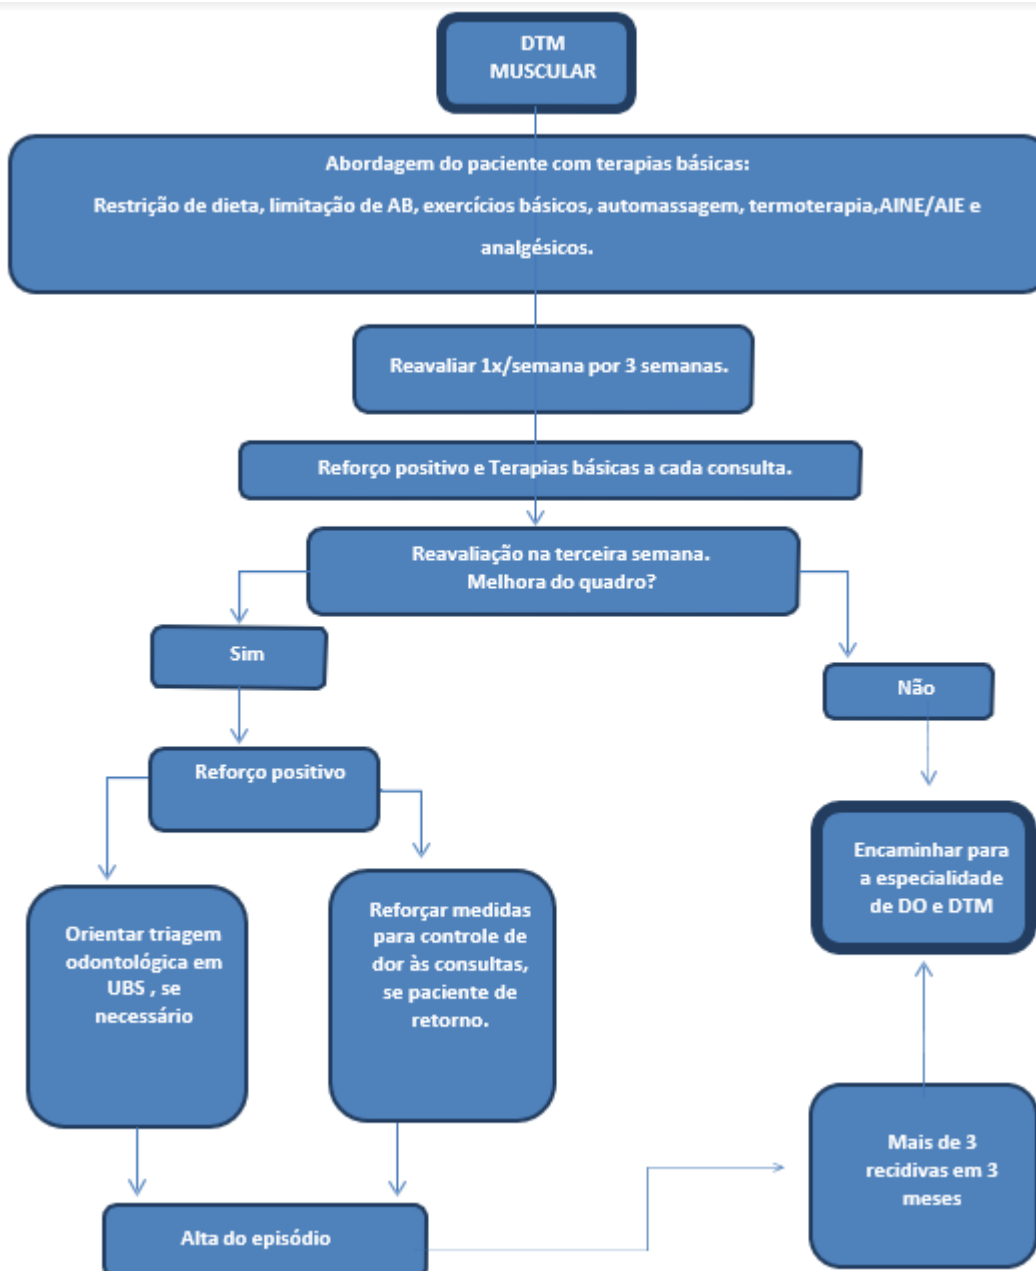 DTM
MUSCULAR
Abordagem do paciente com terapias básicas:
Restrição de dieta, limitação de AB, exercícios básicos, automassagem, termoterapia,AINE/AIE e
analgésicos.
Reavaliar 1x/semana por 3 semanas.
Reforço positivo e Terapias básicas a cada consulta.
Reavaliação na terceira semana.
Melhora do quadro?
Sim
Não
Reforço positivo
Encaminhar para
a especialidade
de DO e DTM
Orientar triagem
odontológica em
UBS , se
necessário
Reforçar medidas
para controle de
dor às consultas,
se paciente de
retorno.
Mais de 3
recidivas em 3
meses
Alta do episódio